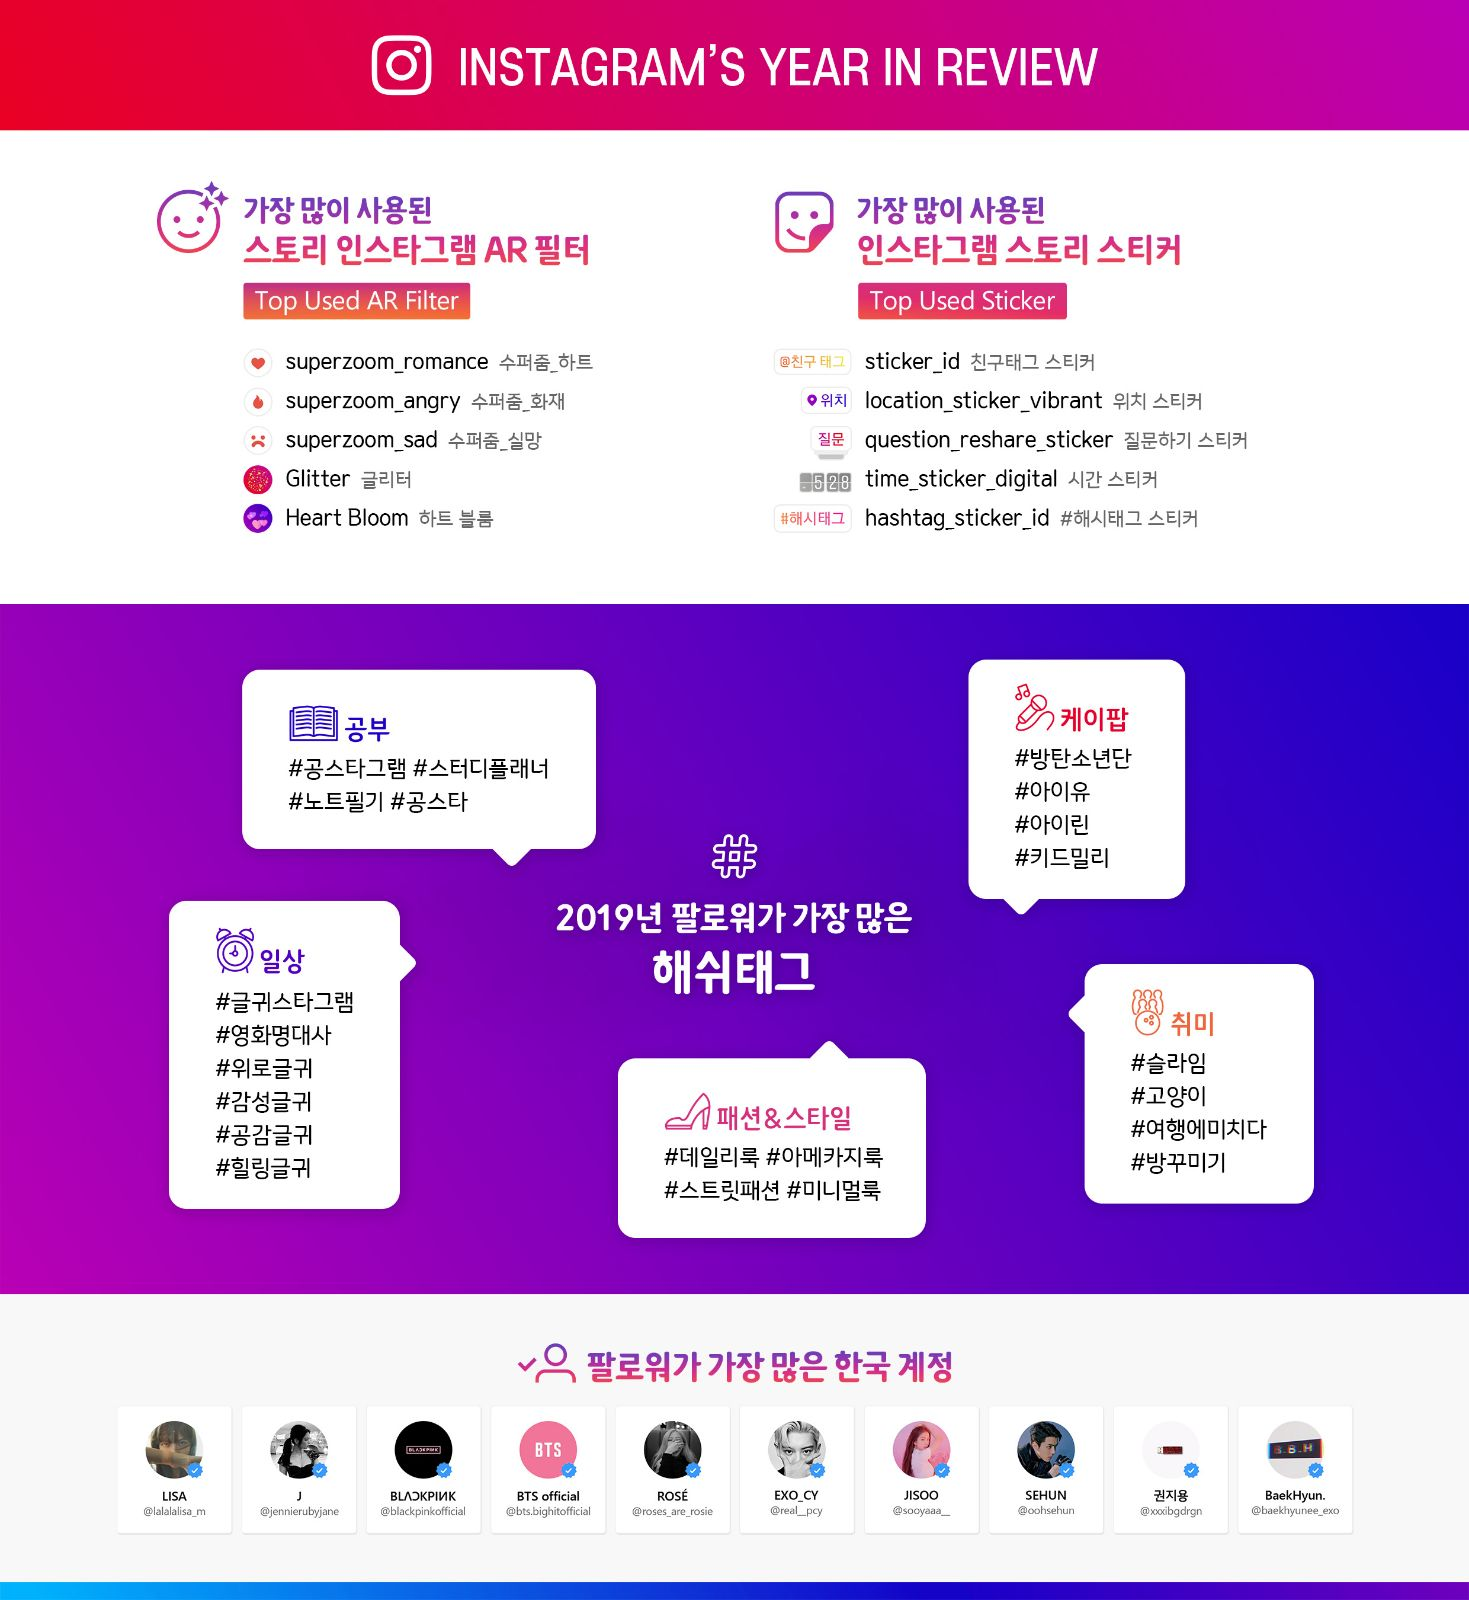 INSTAGRAM'S YEAR IN REVIEW
가장 많이 사용된
스토리 인스타그램 AR 필터
Top Used AR Filter
superzoom_romance 수퍼줌_하트
superzoom_angry 수퍼줌_화재
superzoom_sad 수퍼줌_실망
Glitter 글리터
Heart Bloom 하트 블룸
가장 많이 사용된
인스타그램 스토리 스티커
Top Used Sticker
@친구 태그 sticker_id 친구태그 스티커
위치 location_sticker_vibrant 위치 스티커
질문 question_reshare_sticker 질문하기 스티커
528 time_sticker_digital 시간 스티커
#해시태그 hashtag_sticker_id #해시태그 스티커
공부
#공스타그램 #스터디플래너
#노트필기 #공스타
케이팝
#방탄소년단
#아이유
#아이린
#키드밀리
#
2019년 팔로워가 가장 많은
해쉬태그
일상
#글귀스타그램
#영화명대사
#위로글귀
#감성글귀
#공감글귀
#힐링글귀
패션&스타일
#데일리룩 #아메카지룩
#스트릿패션 #미니멀룩
취미
#슬라임
#고양이
#여행에미치다
#방꾸미기
팔로워가 가장 많은 한국 계정
LISA
@lalalalisa_m
J
@jennierubyjane
BLΛƆKPIИK
BLΛƆKPIИK
@blackpinkofficial
BTS
BTS official
@bts.bighitofficial
ROSÉ
@roses_are_rosie
EXO_CY
@real__pcy
JISOO
@sooyaaa__
SEHUN
@oohsehun
권지용
@xxxibgdrgn
B.B.H
BaekHyun.
@baekhyunee_exo